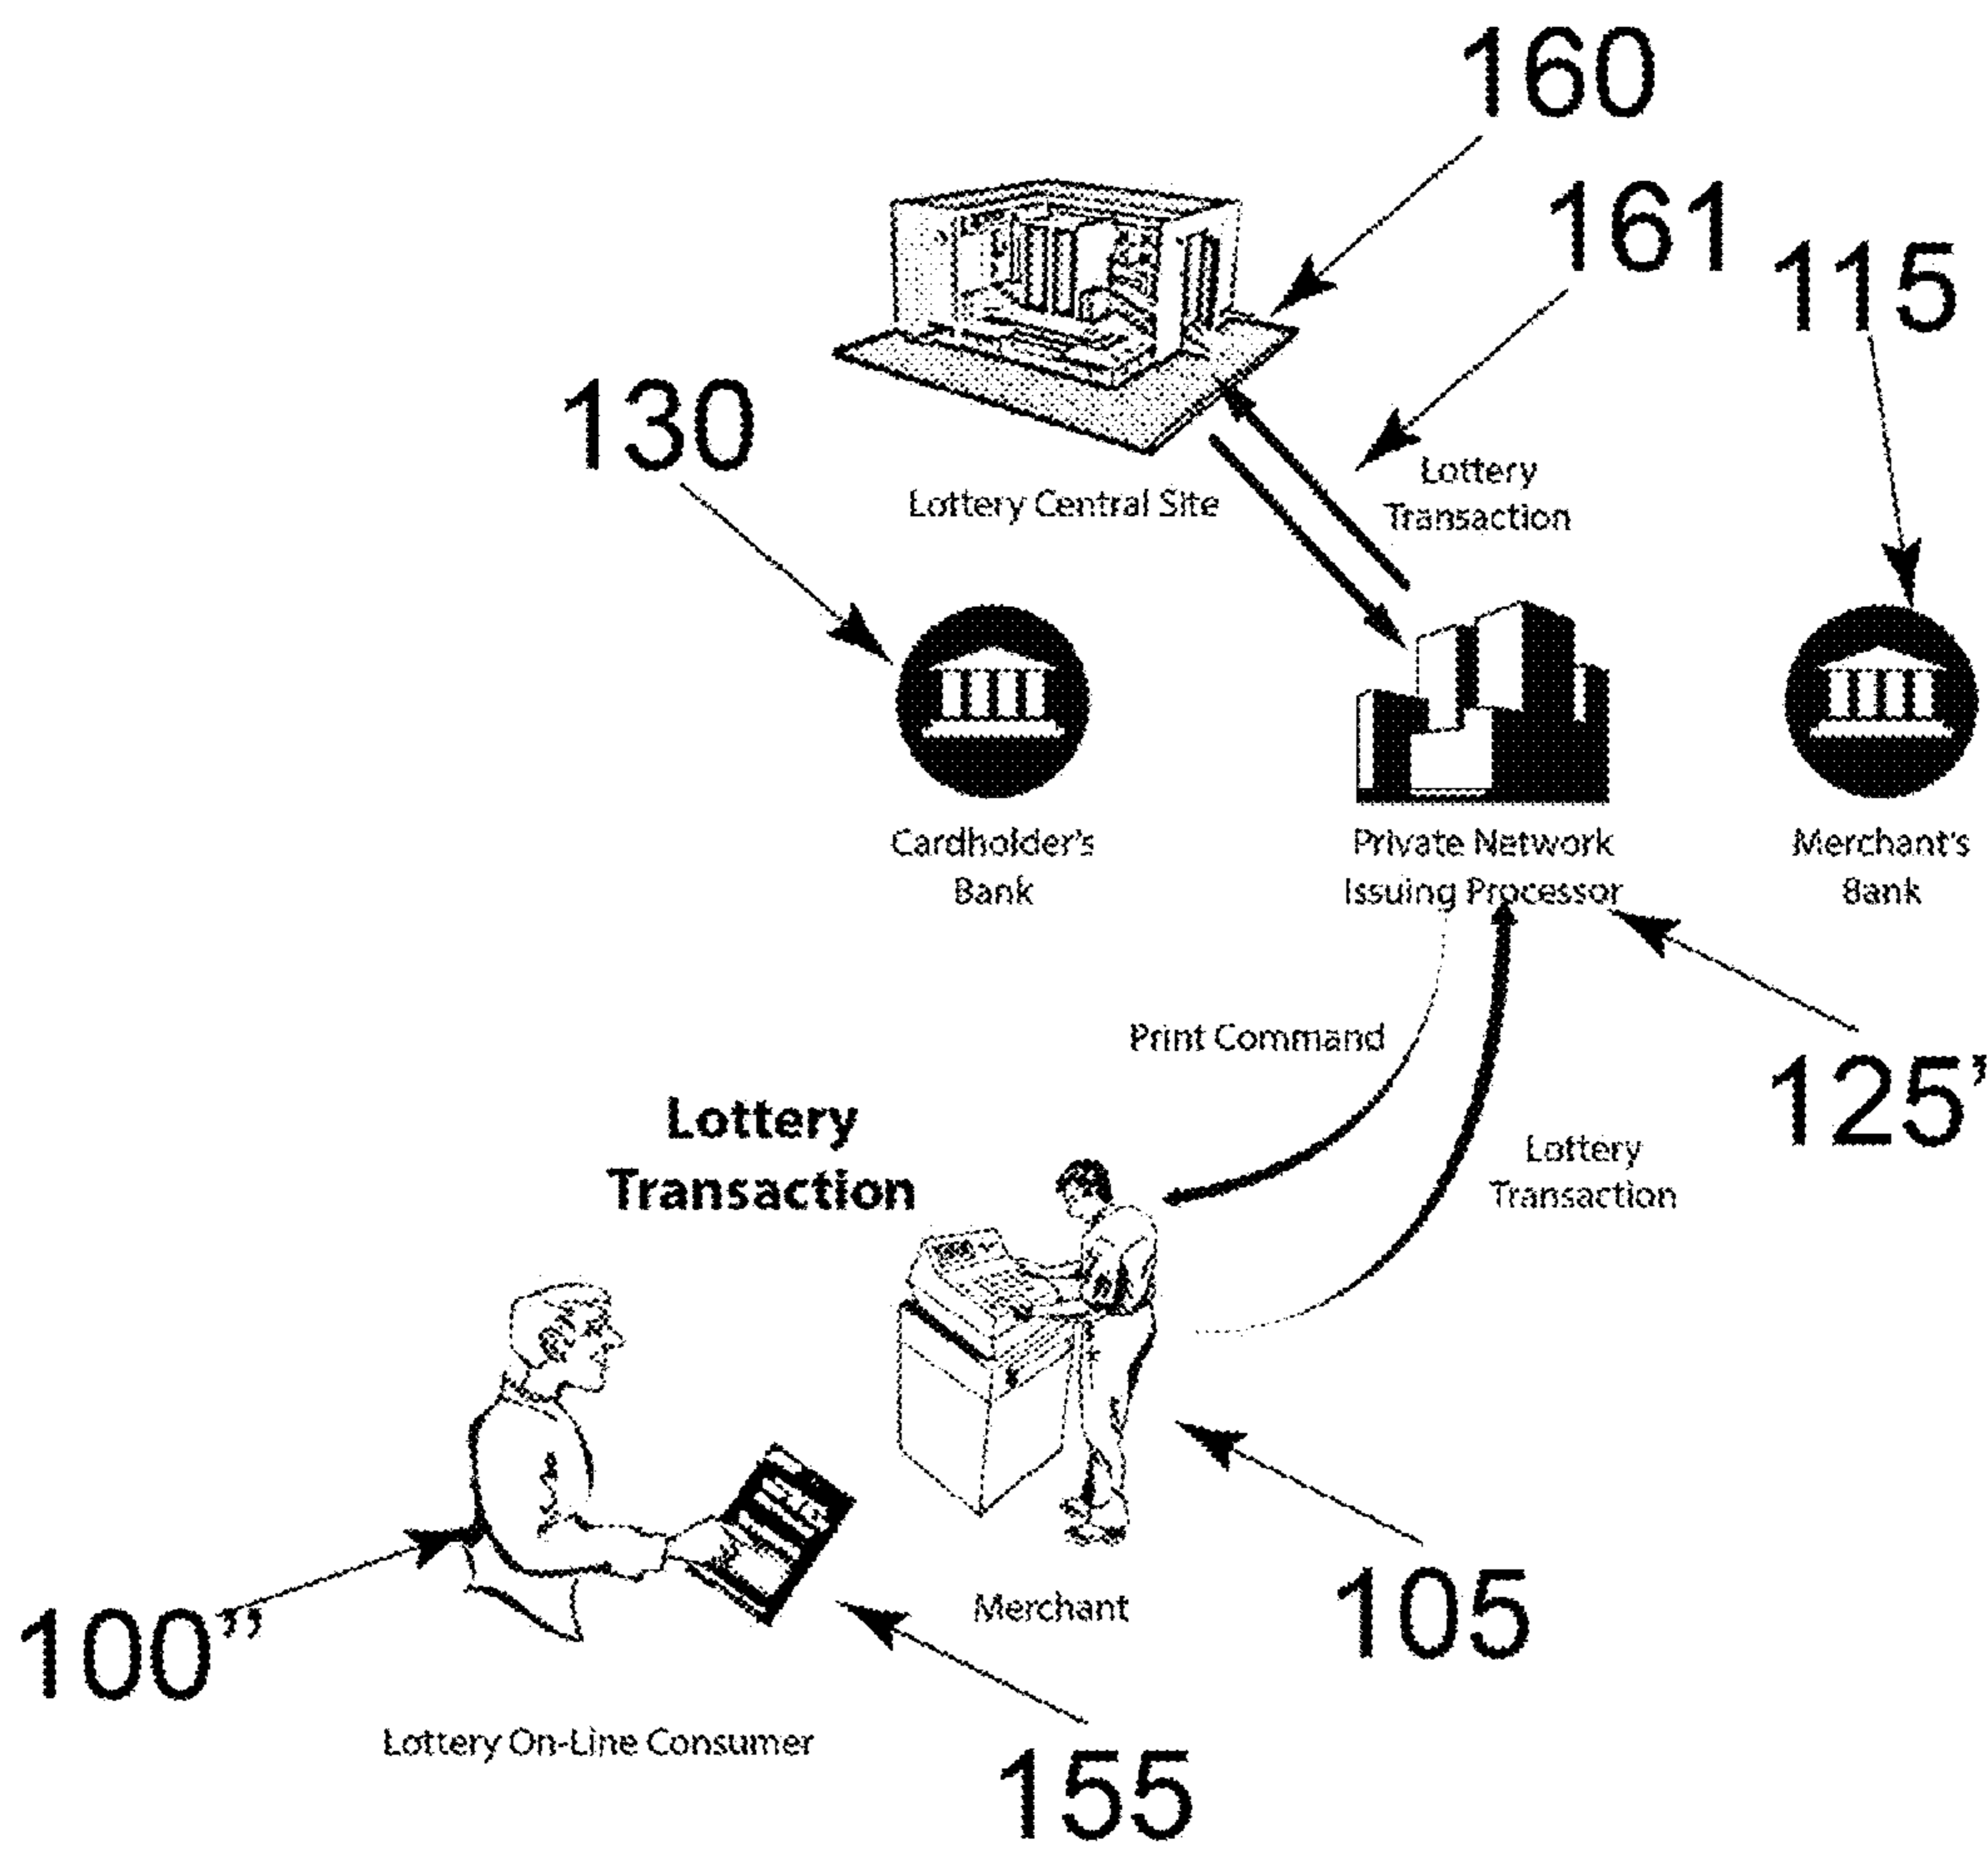 160
161
115
130
Lottery
Transaction
Lottery Central Site
Cardholder's
Bank
Private Network
Issuing Processor
Merchant's
Bank
Print Command
125’
Lottery
Transaction
Lottery
Transaction
105
Merchant
100”
Lottery On-Line Consumer
155